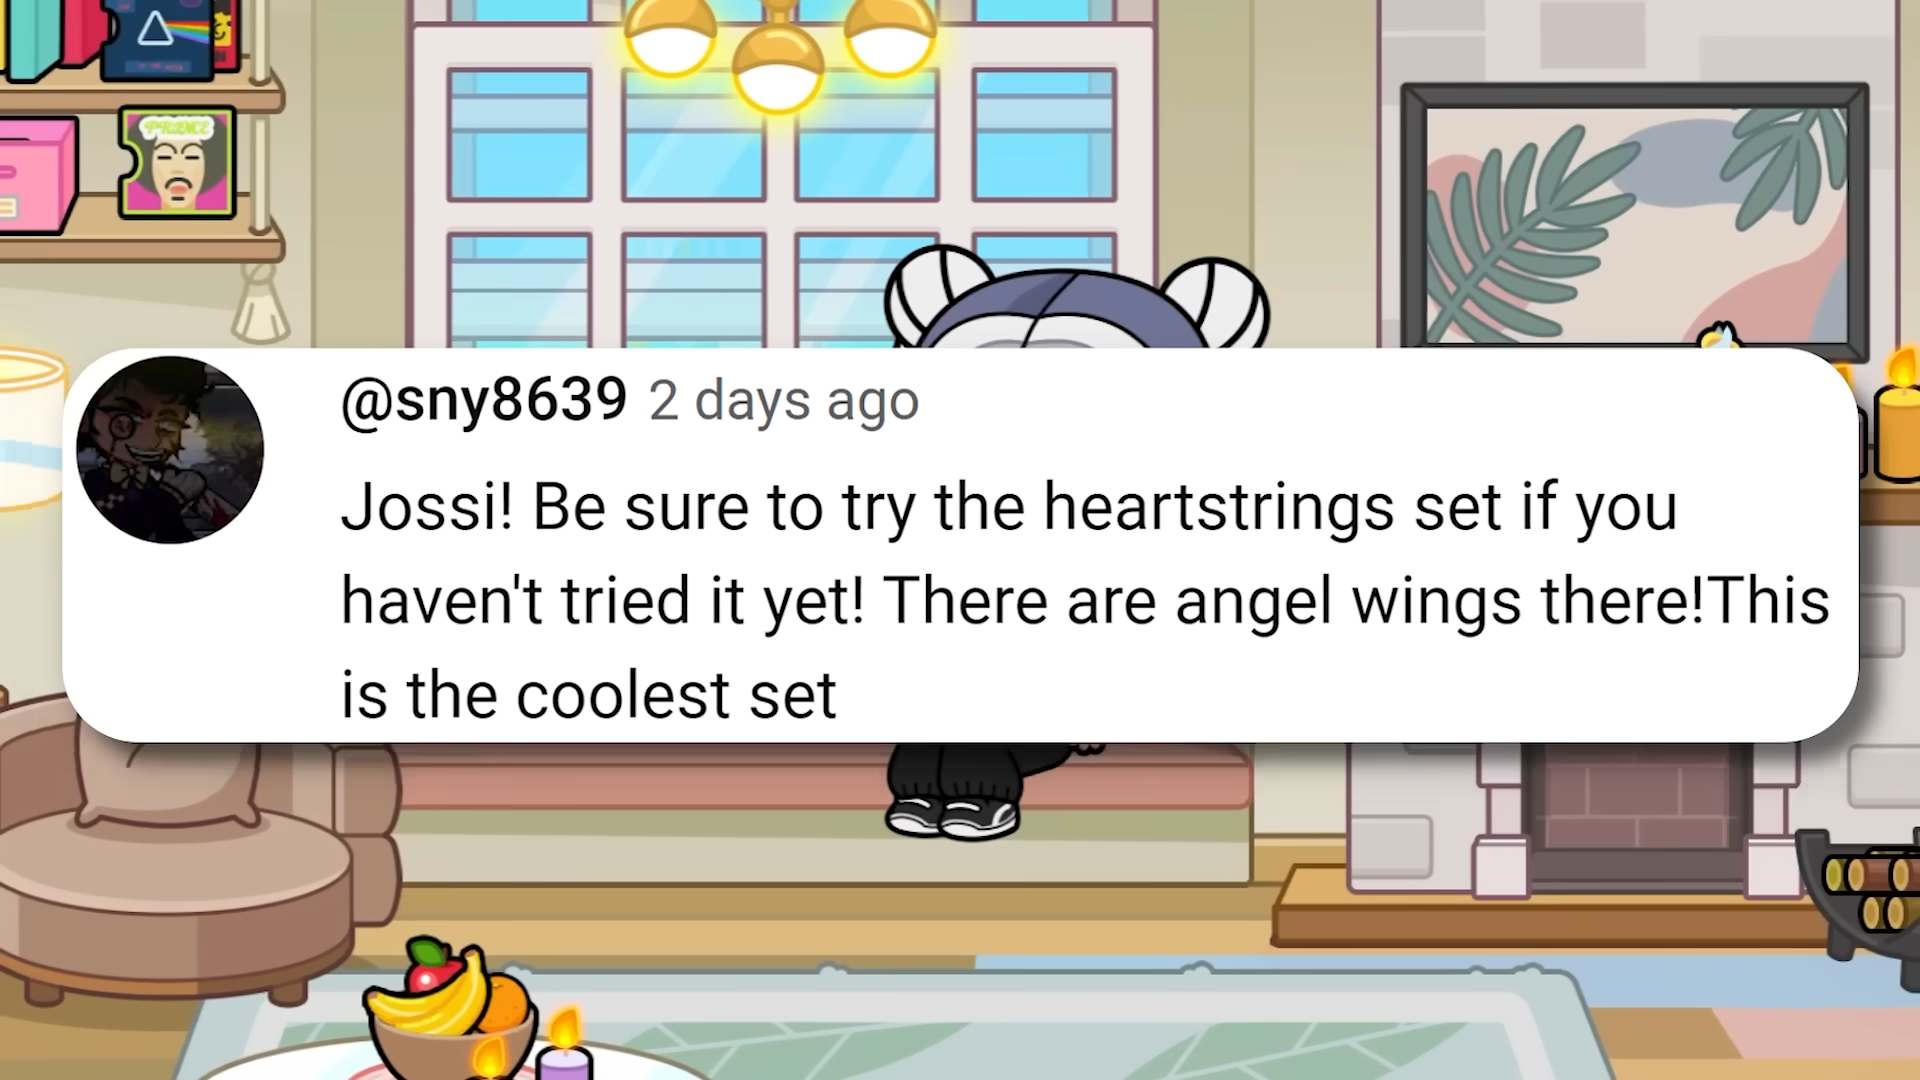 PRINCE
@sny8639 2 days ago
Jossi! Be sure to try the heartstrings set if you
haven't tried it yet! There are angel wings there!This
is the coolest set